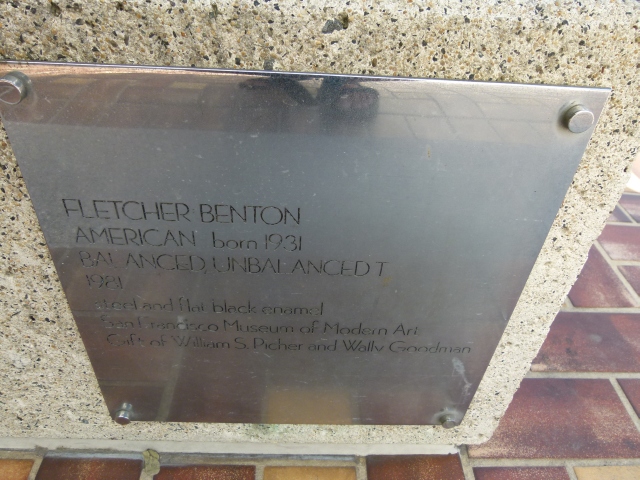 FLETCHER BENTON
AMERICAN born 1931
BALANCED, UNBALANCED T
1981
steel and flat black enamel
San Francisco Museum of Modern Art
Gift of William S. Picher and Wally Goodman